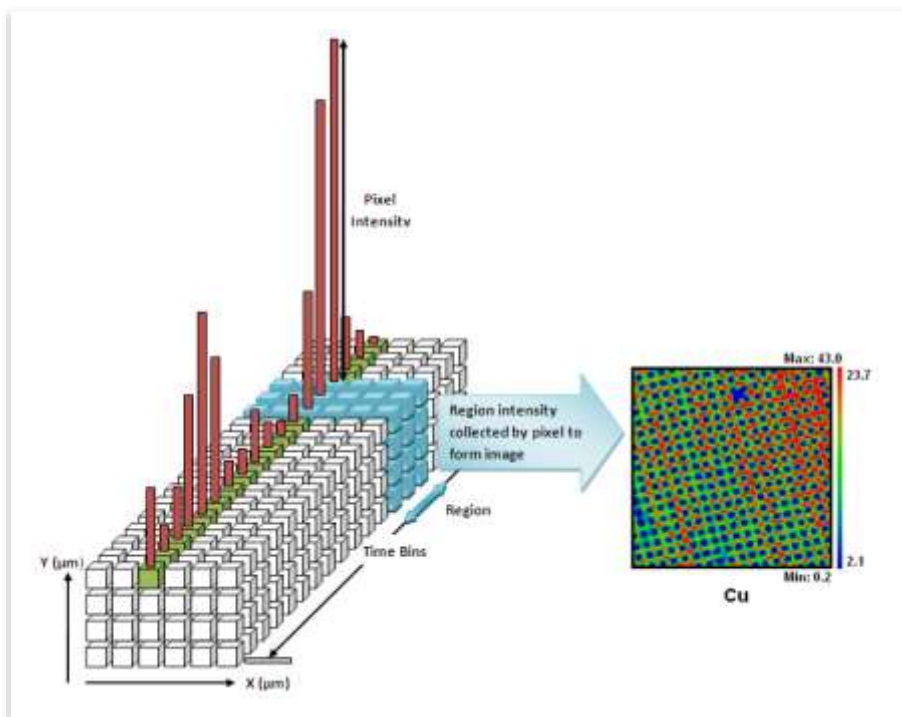 Pixel
Intensity
Max: 43.0
23.7
Region intensity
collected by pixel to
form image
Region
Time Bins
Y (µm)
2.1
Min: 0.2
Cu
X (µm)